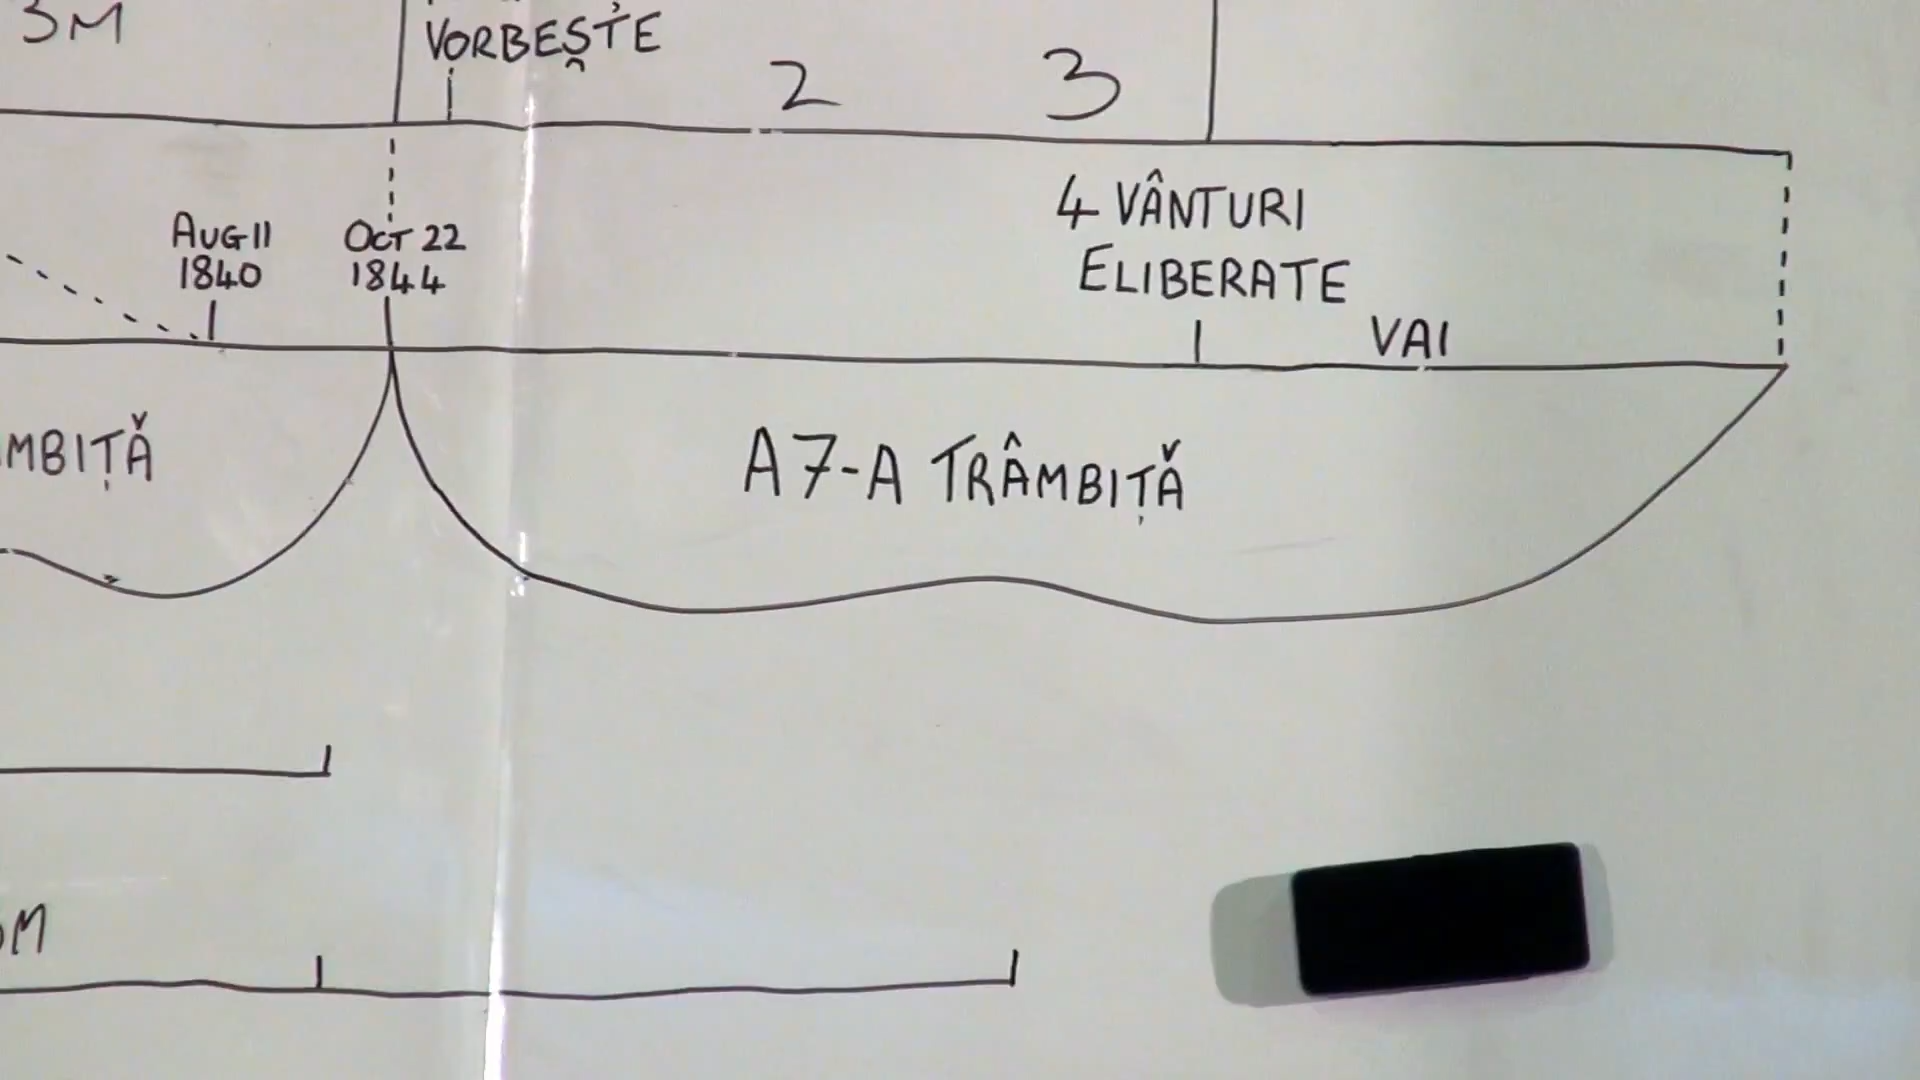 3M
VORBEȘTE
2 3
4 VÂNTURI
ELIBERATE
AUG 11
1840
OCT 22
1844
VAI
MBIȚĂ
A 7-A TRÂMBIȚĂ
M